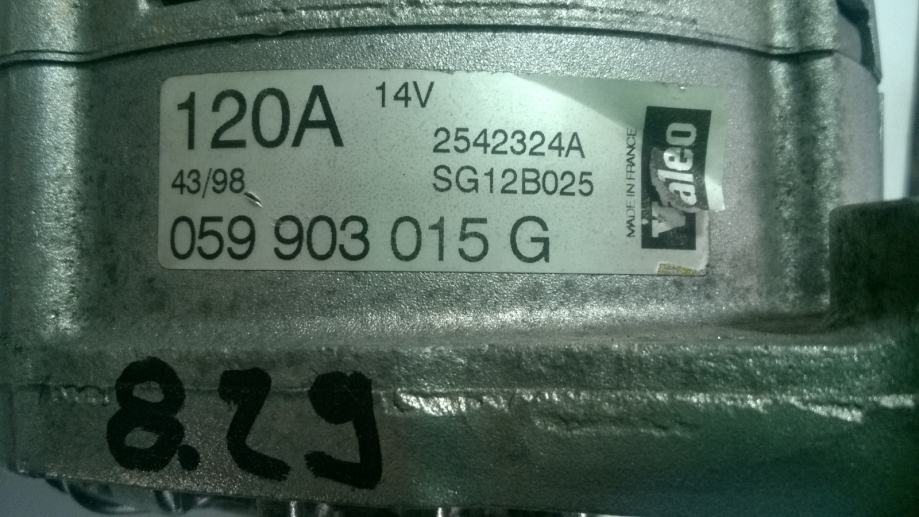 120A 14V
2542324A
43/98 SG12B025
059 903 015 G
MADE IN FRANCE
Valeo
8.29